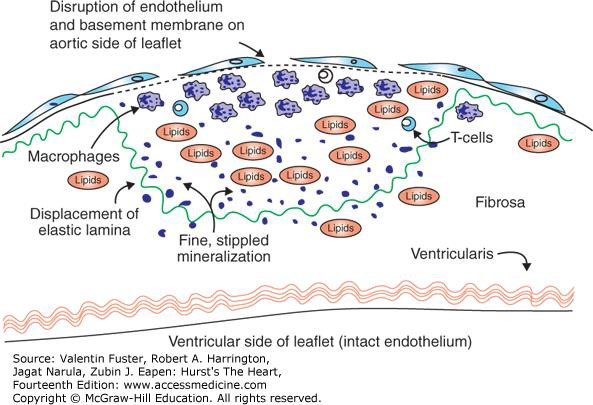 Disruption of endothelium
and basement membrane on
aortic side of leaflet
Lipids
Lipids
Lipids
Lipids
T-cells
Lipids
Macrophages
Lipids
Lipids
Lipids
Lipids
Lipids
Lipids
Lipids
Displacement of
elastic lamina
Fibrosa
Lipids
Fine, stippled
mineralization
Ventricularis
Ventricular side of leaflet (intact endothelium)
Source: Valentin Fuster, Robert A. Harrington,
Jagat Narula, Zubin J. Eapen: Hurst's The Heart,
Fourteenth Edition: www.accessmedicine.com
Copyright © McGraw-Hill Education. All rights reserved.